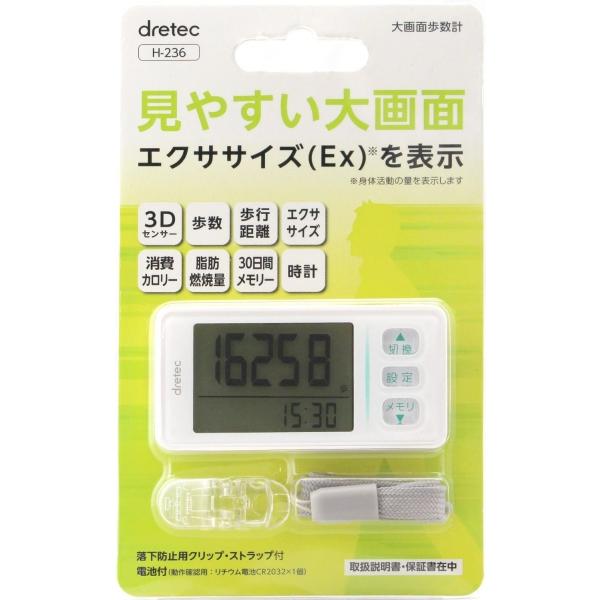 dretec
大画面歩数計
H-236
見やすい大画面
エクササイズ(Ex)※を表示
※身体活動の量を表示します
3D
センサー
歩数
歩行
距離
エクサ
サイズ
消費
カロリー
脂肪
燃焼量
30日間
メモリー
時計
dretec
16258
歩
15:30
▲
切換
設定
メモリ
▼
落下防止用クリップ・ストラップ付
電池付(動作確認用:リチウム電池CR2032×1個)
取扱説明書・保証書在中